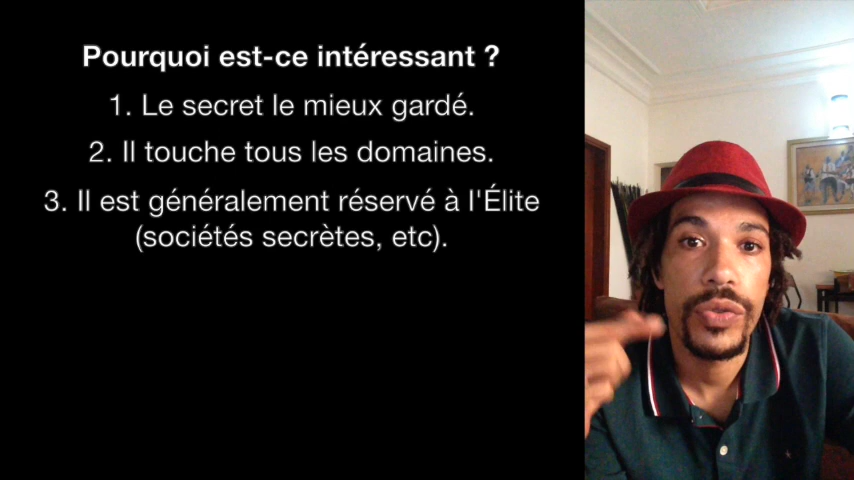 Pourquoi est-ce intéressant ?
1. Le secret le mieux gardé.
2. Il touche tous les domaines.
3. Il est généralement réservé à l'Élite
(sociétés secrètes, etc).